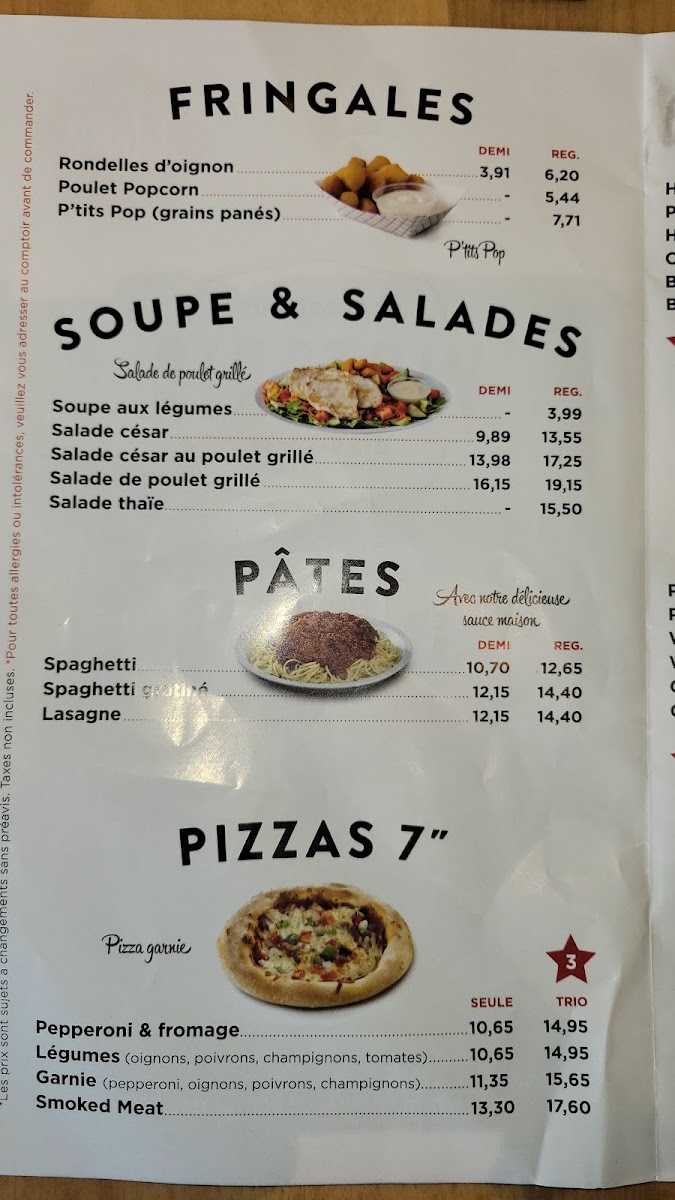 FRINGALES
DEMI REG.
Rondelles d'oignon 3,91 6,20
Poulet Popcorn - 5,44
P'tits Pop (grains panés) - 7,71
P'tits Pop
SOUPE & SALADES
Salade de poulet grillé
DEMI REG.
Soupe aux légumes - 3,99
Salade césar 9,89 13,55
Salade césar au poulet grillé 13,98 17,25
Salade de poulet grillé 16,15 19,15
Salade thaïe - 15,50
PÂTES
Avec notre délicieuse
sauce maison
DEMI REG.
Spaghetti 10,70 12,65
Spaghetti gratiné 12,15 14,40
Lasagne 12,15 14,40
PIZZAS 7"
Pizza garnie
3
SEULE TRIO
Pepperoni & fromage 10,65 14,95
Légumes (oignons, poivrons, champignons, tomates) 10,65 14,95
Garnie (pepperoni, oignons, poivrons, champignons) 11,35 15,65
Smoked Meat 13,30 17,60
*Les prix sont sujets à changements sans préavis. Taxes non incluses. *Pour toutes allergies ou intolérances, veuillez vous adresser au comptoir avant de commander.